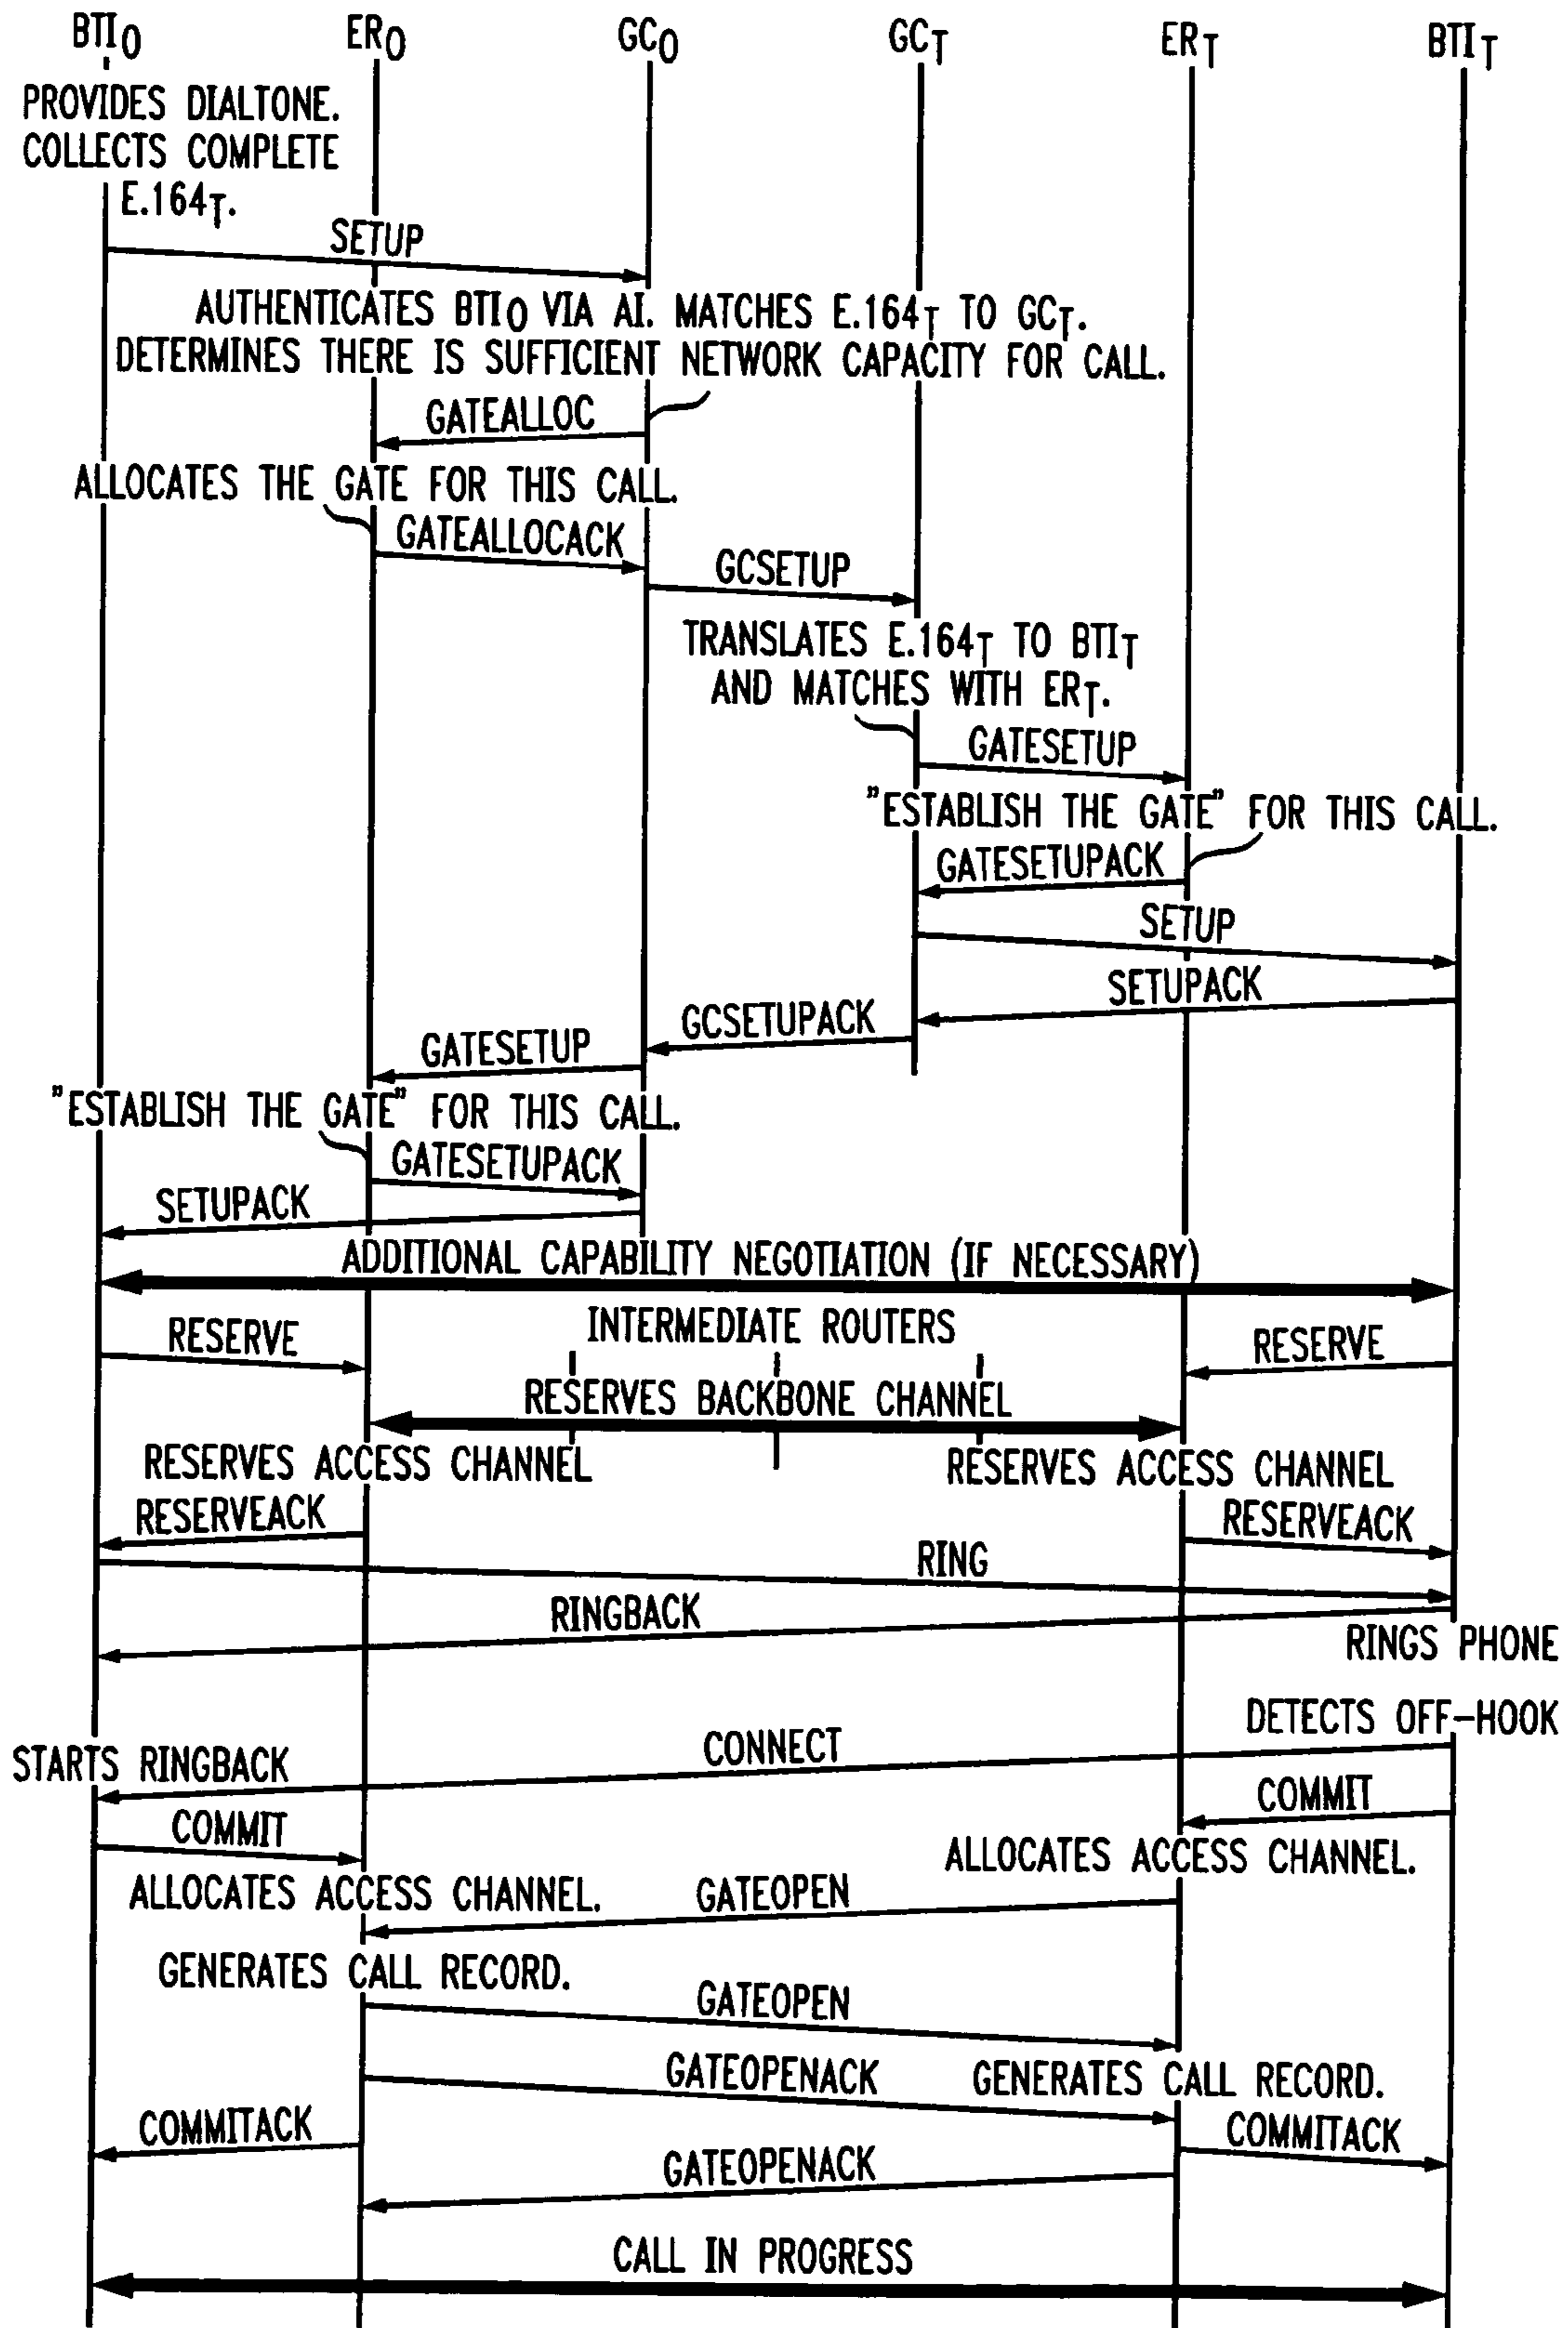 BTIO ERO GCO GCT ERT BTIT
PROVIDES DIALTONE.
COLLECTS COMPLETE
E.164T.
SETUP
AUTHENTICATES BTIO VIA AI. MATCHES E.164T TO GCT.
DETERMINES THERE IS SUFFICIENT NETWORK CAPACITY FOR CALL.
GATEALLOC
ALLOCATES THE GATE FOR THIS CALL.
GATEALLOCACK
GCSETUP
TRANSLATES E.164T TO BTIT
AND MATCHES WITH ERT.
GATESETUP
"ESTABLISH THE GATE" FOR THIS CALL.
GATESETUPACK
SETUP
SETUPACK
GCSETUPACK
GATESETUP
"ESTABLISH THE GATE" FOR THIS CALL.
GATESETUPACK
SETUPACK
ADDITIONAL CAPABILITY NEGOTIATION (IF NECESSARY)
INTERMEDIATE ROUTERS
RESERVE
RESERVE
RESERVES BACKBONE CHANNEL
RESERVES ACCESS CHANNEL
RESERVES ACCESS CHANNEL
RESERVEACK
RESERVEACK
RING
RINGBACK
RINGS PHONE
DETECTS OFF-HOOK
CONNECT
STARTS RINGBACK
COMMIT
COMMIT
ALLOCATES ACCESS CHANNEL.
ALLOCATES ACCESS CHANNEL.
GATEOPEN
GENERATES CALL RECORD.
GATEOPEN
GATEOPENACK
GENERATES CALL RECORD.
COMMITACK
COMMITACK
GATEOPENACK
CALL IN PROGRESS